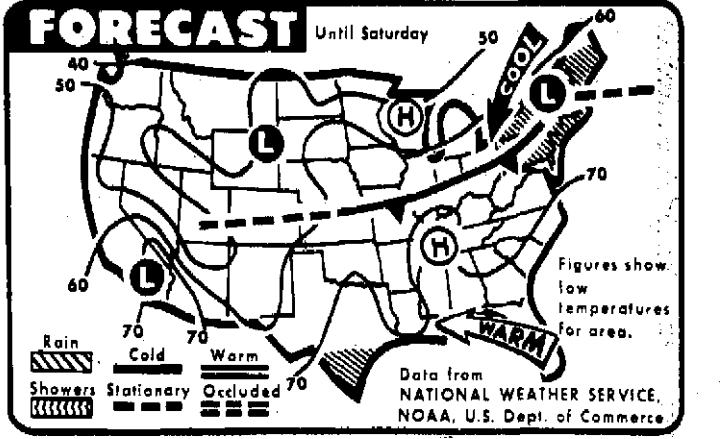 FORECAST
Until Saturday
60
50
COOL
40
50
L
H
L
70
H
L
60
70
70
70
Figures show
low
temperatures
for area.
WARM
Rain
Cold
Warm
Showers
Stationary
Occluded
Data from
NATIONAL WEATHER SERVICE,
NOAA, U.S. Dept. of Commerce